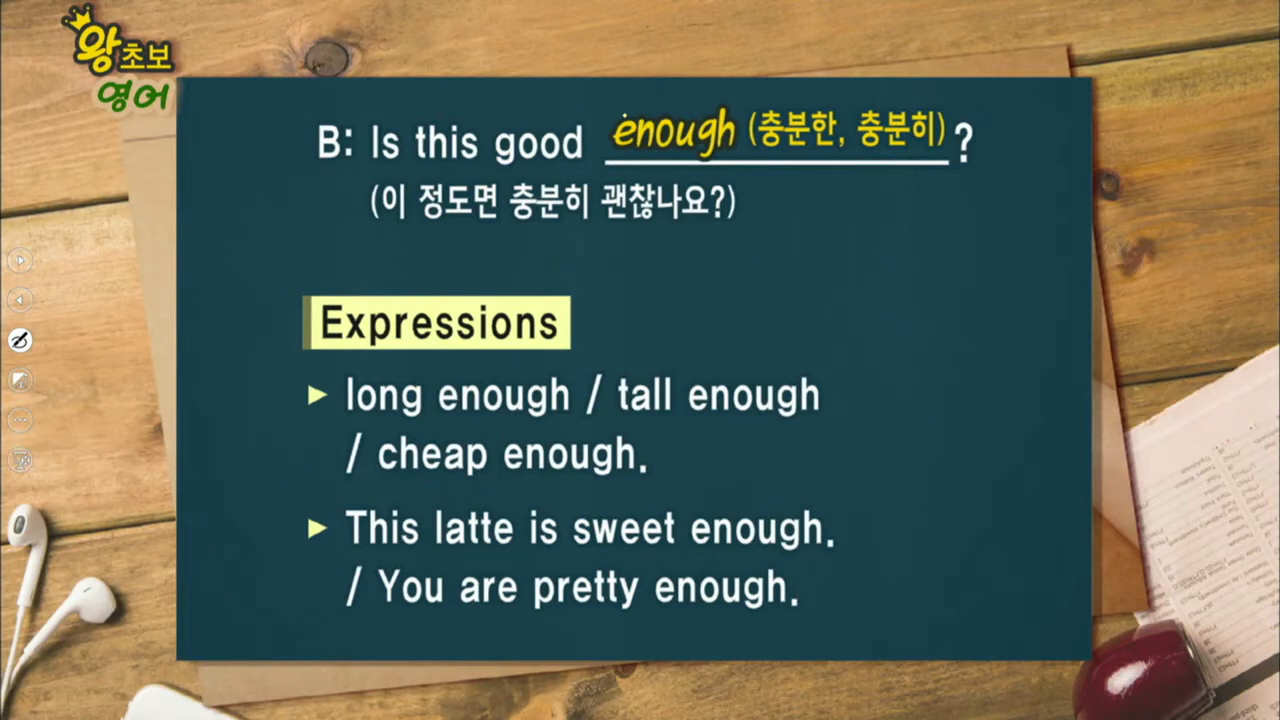 왕초보
영어
B: Is this good enough (충분한, 충분히)?
(이 정도면 충분히 괜찮나요?)
Expressions
▶ long enough / tall enough
/ cheap enough.
▶ This latte is sweet enough.
/ You are pretty enough.